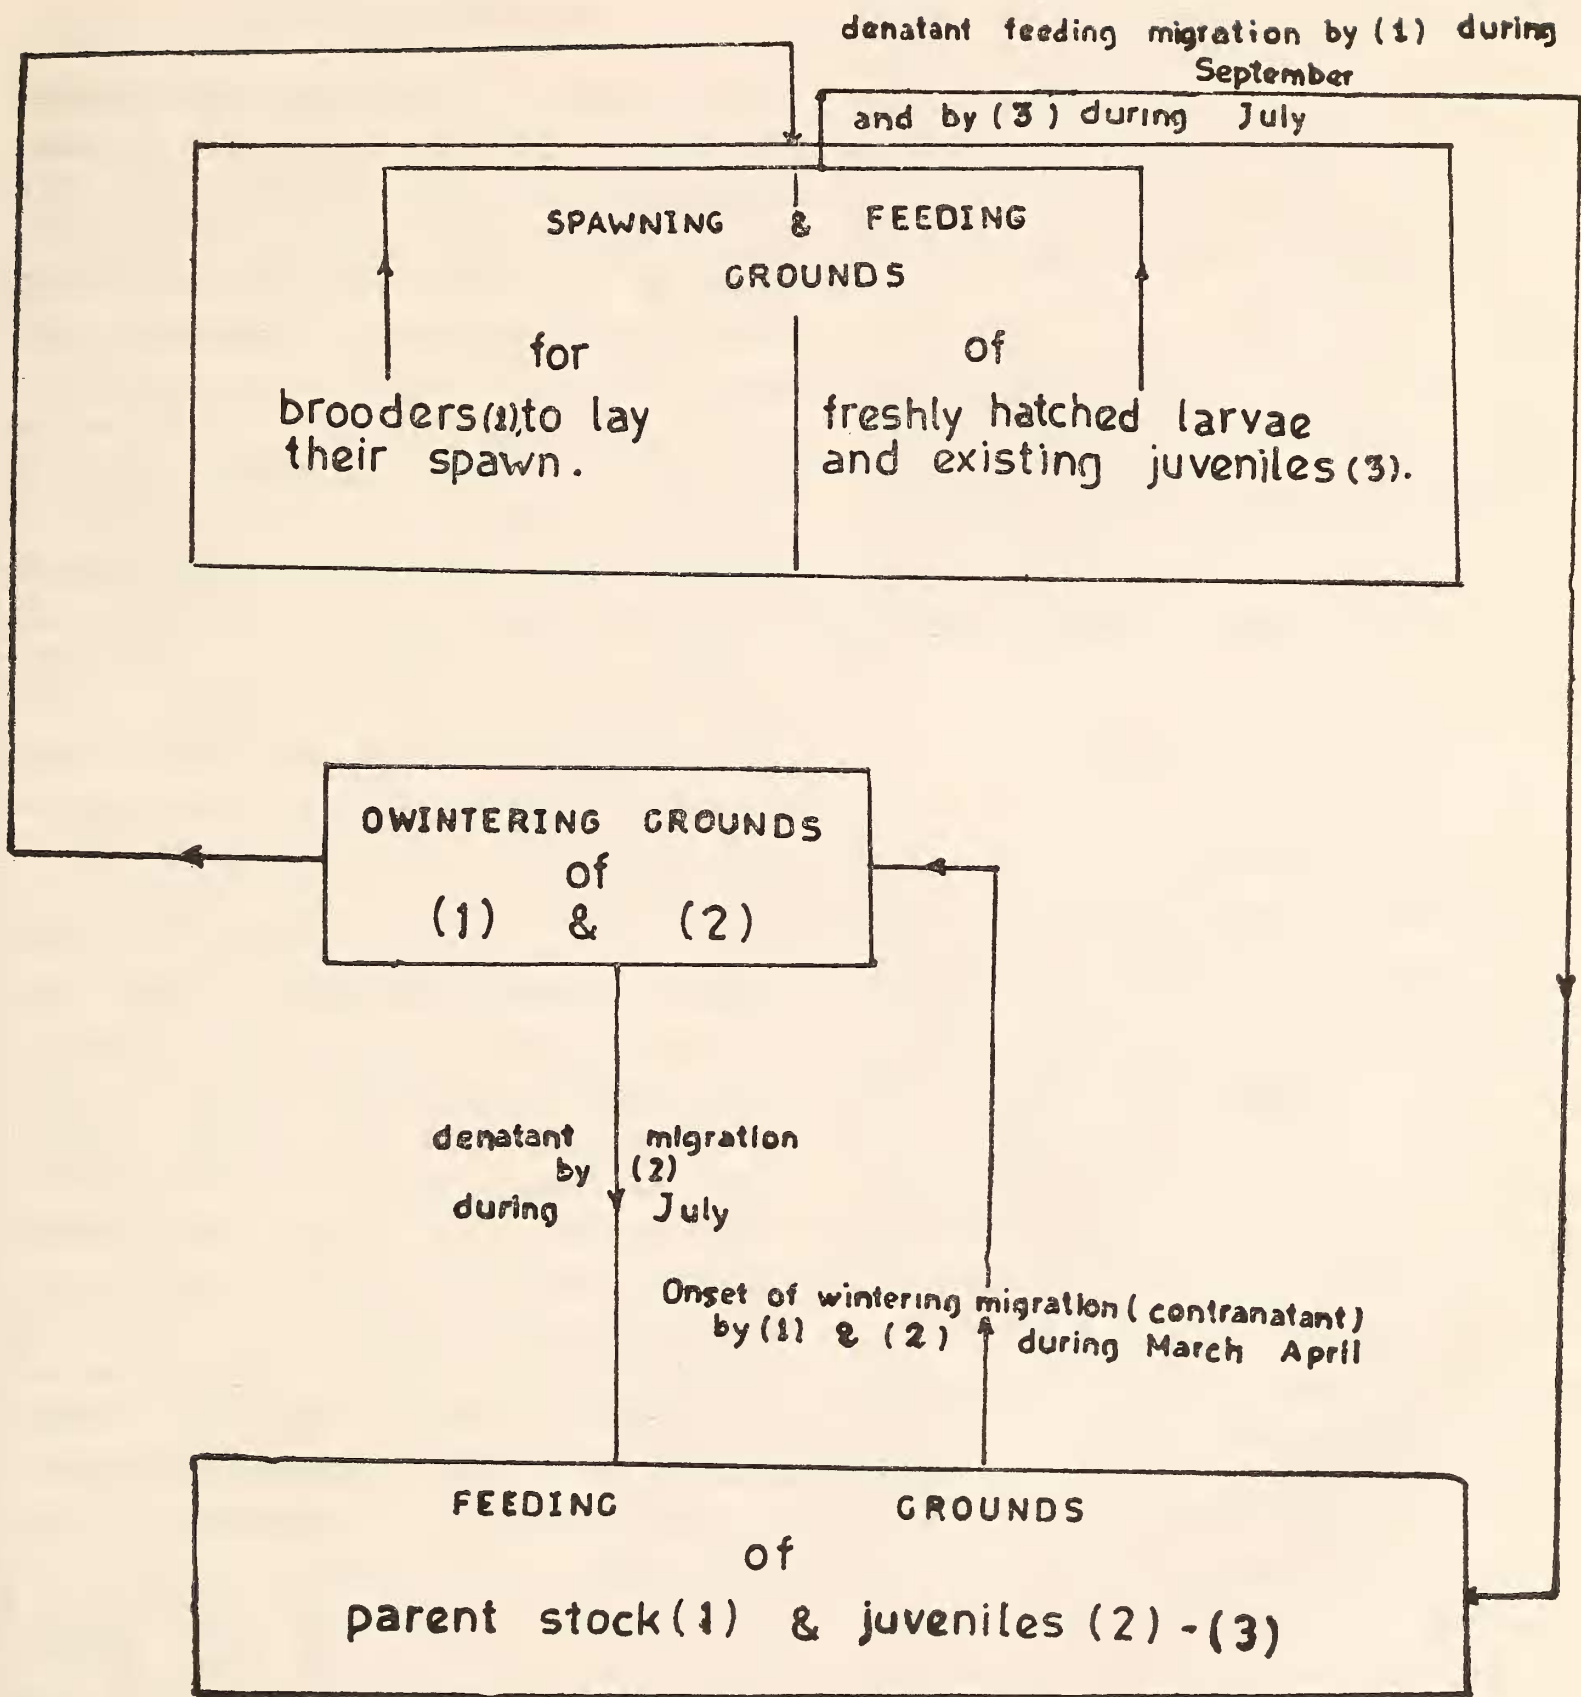 denatant feeding migration by (1) during
September
and by (3) during July
SPAWNING & FEEDING
GROUNDS
for
brooders(1),to lay
their spawn.
of
freshly hatched larvae
and existing juveniles (3).
OWINTERING GROUNDS
of
(1) & (2)
denatant migration
by (2)
during July
Onset of wintering migration (contranatant)
by (1) & (2) during March April
FEEDING GROUNDS
of
parent stock (1) & juveniles (2) - (3)